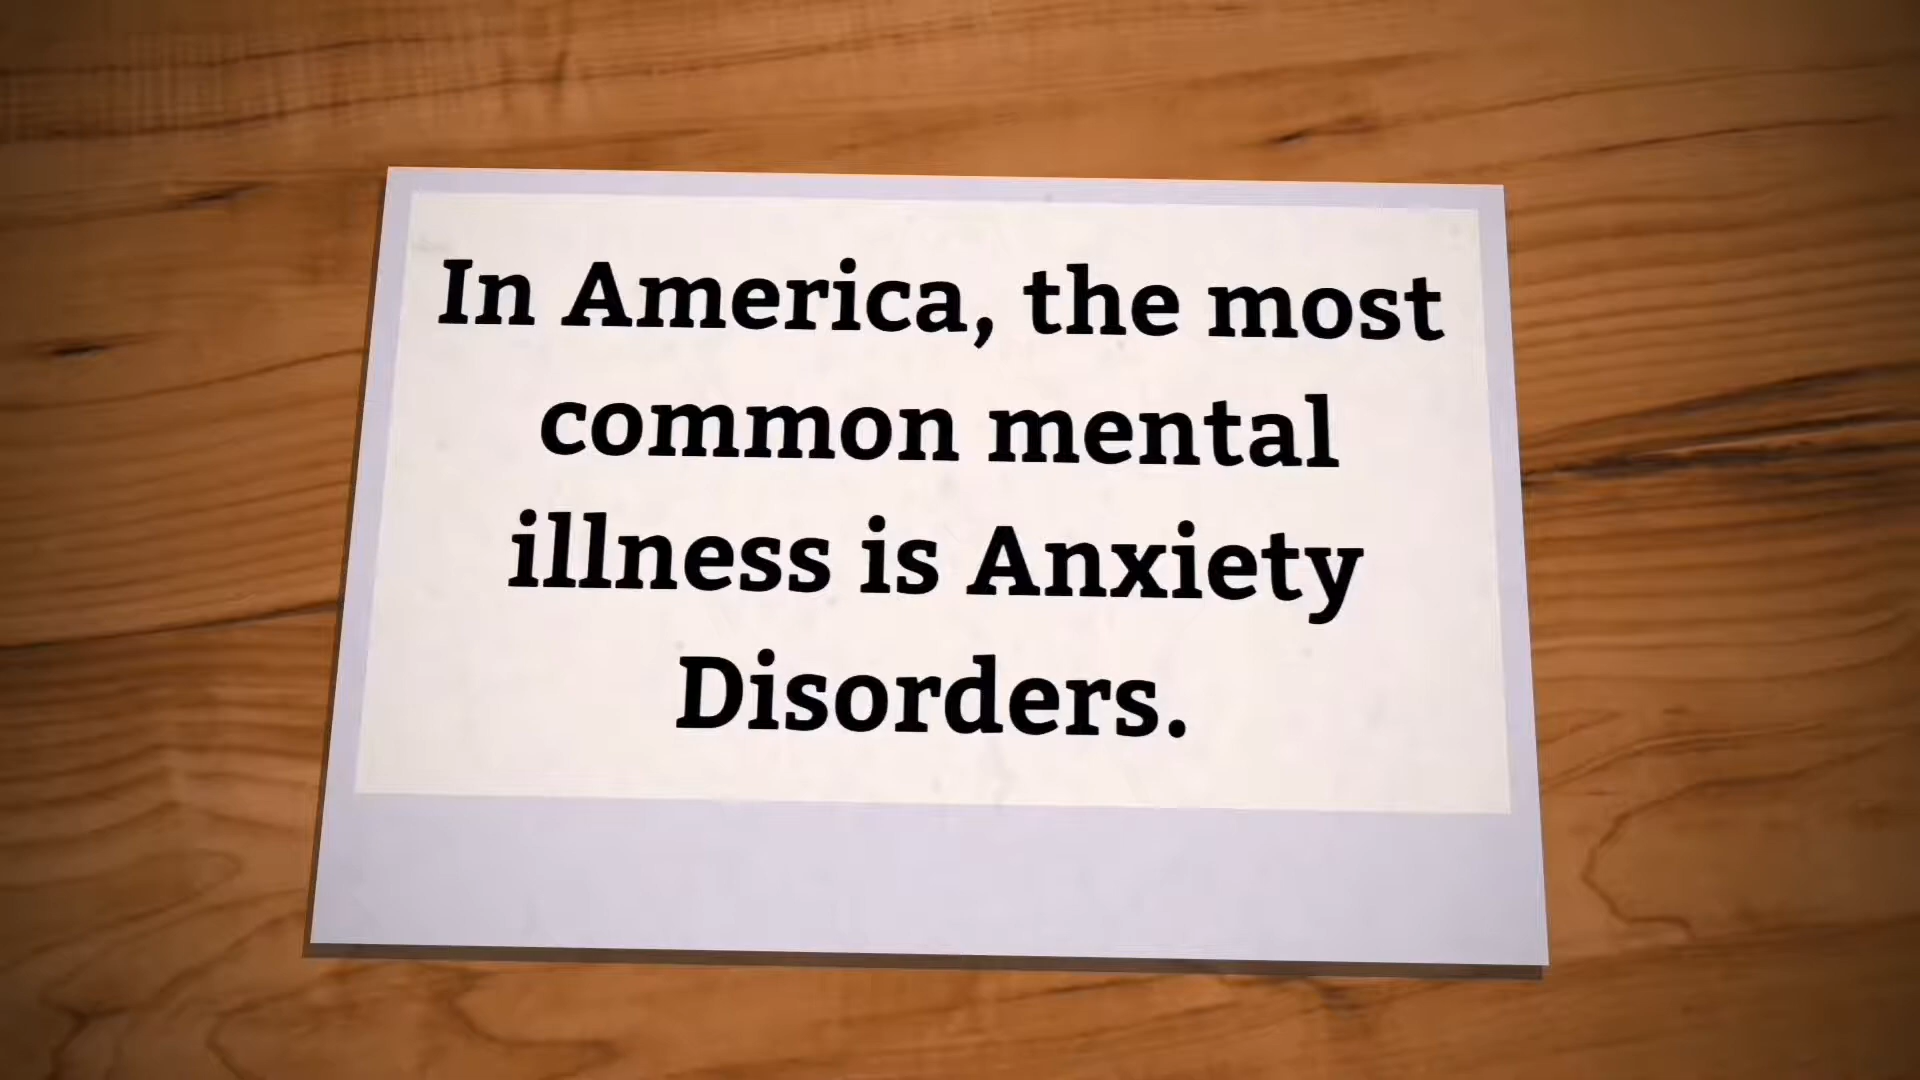 In America, the most
common mental
illness is Anxiety
Disorders.